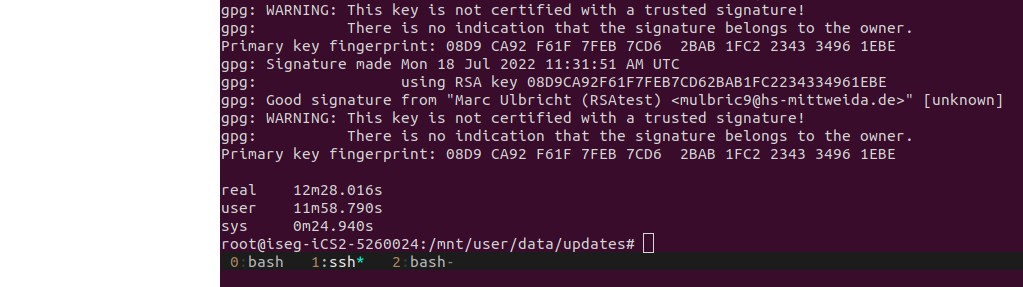 gpg: WARNING: This key is not certified with a trusted signature!
gpg:          There is no indication that the signature belongs to the owner.
Primary key fingerprint: 08D9 CA92 F61F 7FEB 7CD6  2BAB 1FC2 2343 3496 1EBE
gpg: Signature made Mon 18 Jul 2022 11:31:51 AM UTC
gpg:                using RSA key 08D9CA92F61F7FEB7CD62BAB1FC2234334961EBE
gpg: Good signature from "Marc Ulbricht (RSAtest) <mulbric9@hs-mittweida.de>" [unknown]
gpg: WARNING: This key is not certified with a trusted signature!
gpg:          There is no indication that the signature belongs to the owner.
Primary key fingerprint: 08D9 CA92 F61F 7FEB 7CD6  2BAB 1FC2 2343 3496 1EBE

real    12m28.016s
user    11m58.790s
sys     0m24.940s
root@iseg-iCS2-5260024:/mnt/user/data/updates#
0:bash   1:ssh*   2:bash-